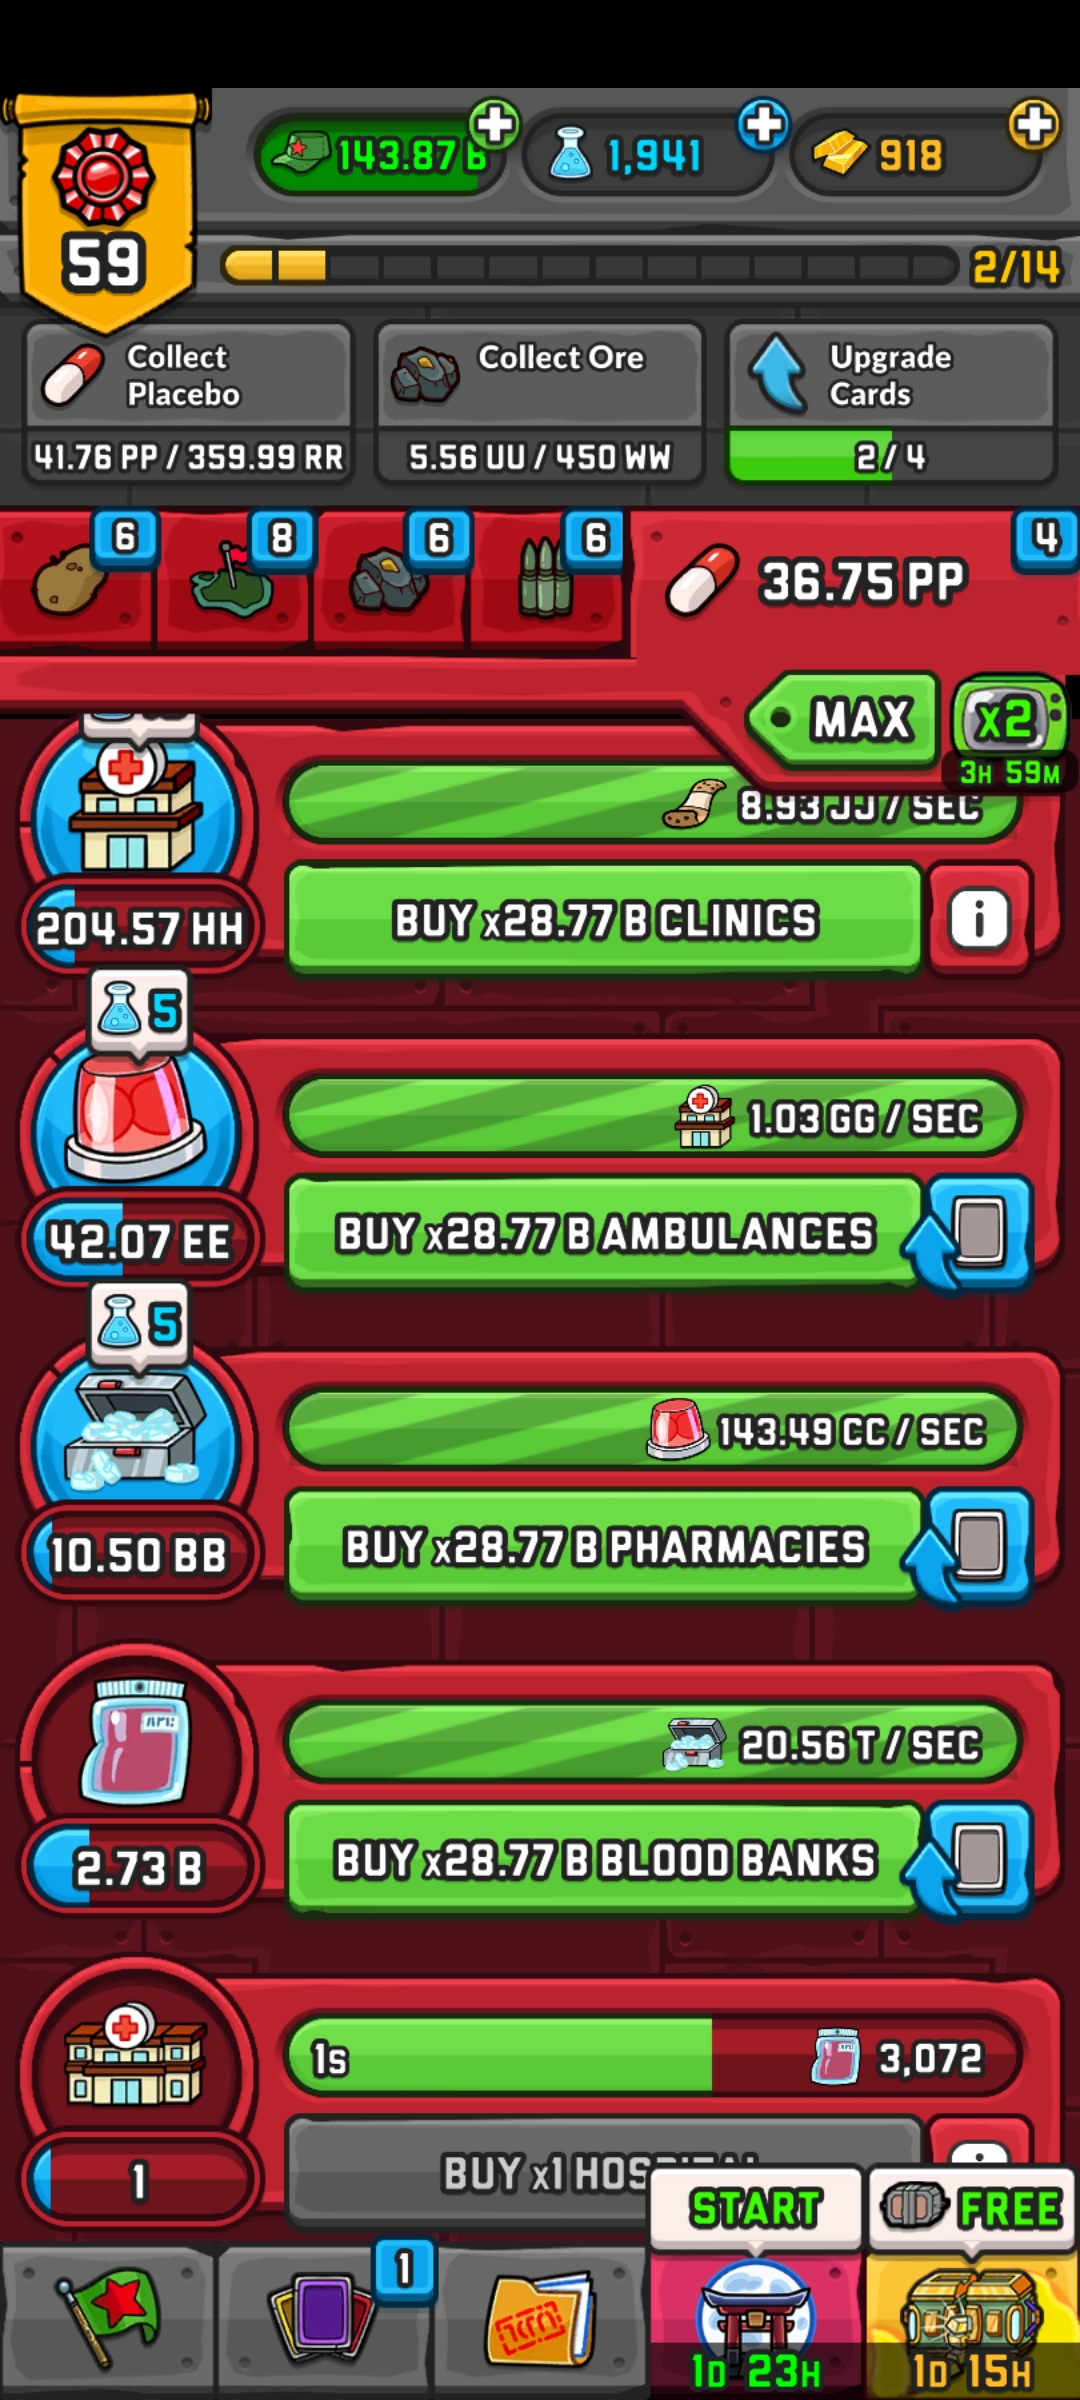 143.87 B
1,941
918
59
2/14
Collect
Placebo
41.76 PP / 359.99 RR
Collect Ore
5.56 UU / 450 WW
Upgrade
Cards
2 / 4
6
8
6
6
4
36.75 PP
MAX
x2
3H 59M
8.93 JJ / SEC
204.57 HH
BUY x28.77 B CLINICS
i
5
1.03 GG / SEC
42.07 EE
BUY x28.77 B AMBULANCES
5
143.49 CC / SEC
10.50 BB
BUY x28.77 B PHARMACIES
20.56 T / SEC
2.73 B
BUY x28.77 B BLOOD BANKS
1s
3,072
1
BUY x1 HOSPITAL
START
FREE
1
1D 23H
1D 15H